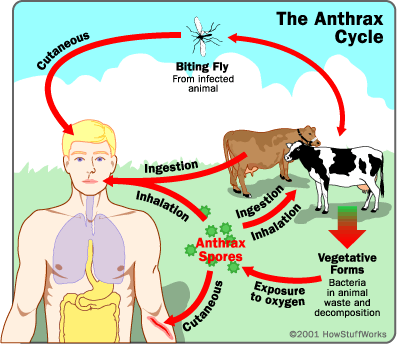 The Anthrax
Cycle
Cutaneous
Biting Fly
From infected
animal
Ingestion
Inhalation
Ingestion
Inhalation
Anthrax
Spores
Cutaneous
Exposure
to oxygen
Vegetative
Forms
Bacteria
in animal
waste and
decomposition
©2001 HowStuffWorks